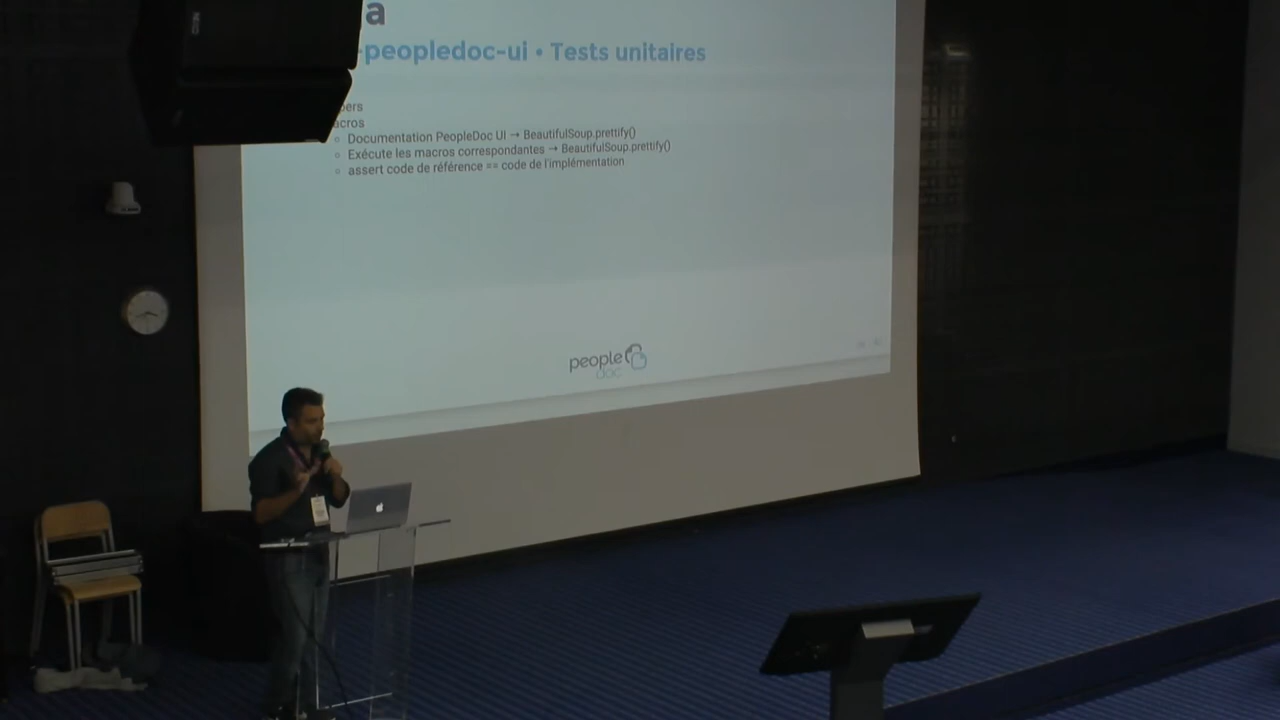 a
-peopledoc-ui • Tests unitaires
pers
acros
Documentation PeopleDoc UI → BeautifulSoup.prettify()
Exécute les macros correspondantes → BeautifulSoup.prettify()
assert code de référence == code de l'implémentation
people
doc